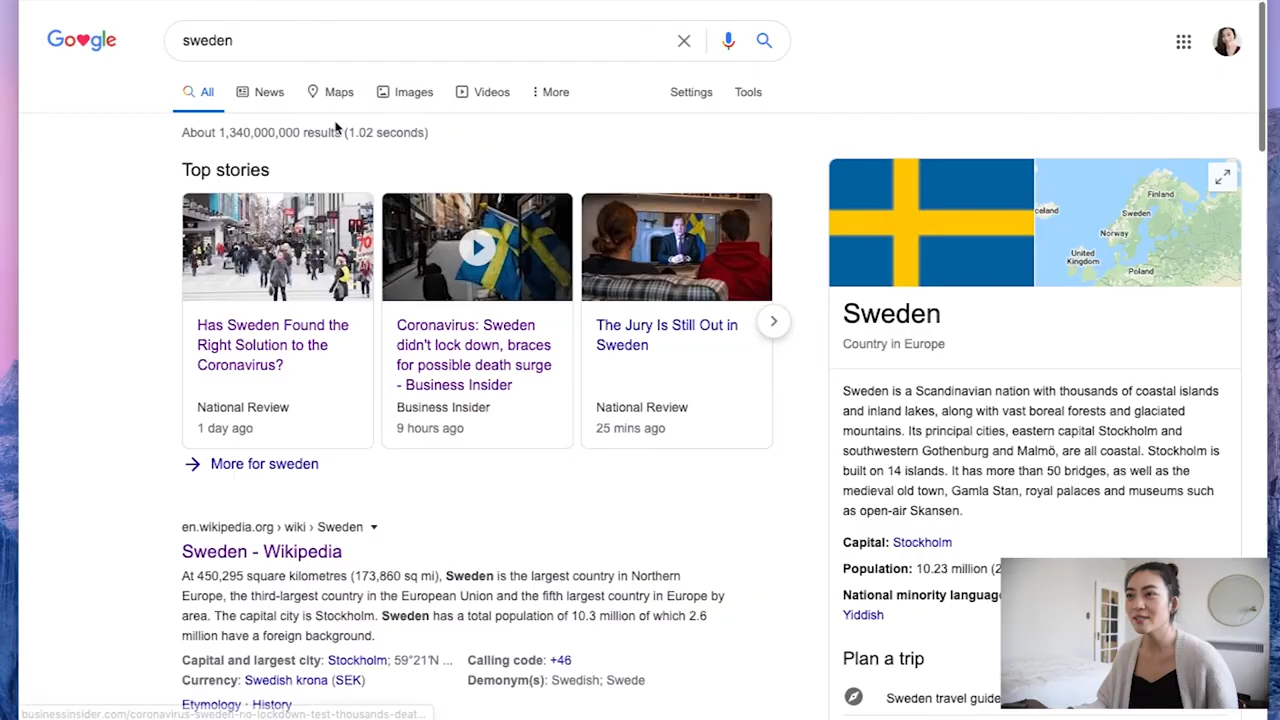 Google
sweden
All
News
Maps
Images
Videos
More
Settings
Tools
About 1,340,000,000 results (1.02 seconds)
Top stories
Has Sweden Found the
Right Solution to the
Coronavirus?
National Review
1 day ago
Coronavirus: Sweden
didn't lock down, braces
for possible death surge
- Business Insider
Business Insider
9 hours ago
The Jury Is Still Out in
Sweden
National Review
25 mins ago
More for sweden
en.wikipedia.org › wiki › Sweden
Sweden - Wikipedia
At 450,295 square kilometres (173,860 sq mi), Sweden is the largest country in Northern
Europe, the third-largest country in the European Union and the fifth largest country in Europe by
area. The capital city is Stockholm. Sweden has a total population of 10.3 million of which 2.6
million have a foreign background.
Capital and largest city: Stockholm; 59°21′N ...
Calling code: +46
Currency: Swedish krona (SEK)
Demonym(s): Swedish; Swede
Etymology · History
businessinsider.com/coronavirus-sweden-no-lockdown-test-thousands-deat...
Finland
eland
Sweden
Norway
United
Kingdom
Poland
Sweden
Country in Europe
Sweden is a Scandinavian nation with thousands of coastal islands
and inland lakes, along with vast boreal forests and glaciated
mountains. Its principal cities, eastern capital Stockholm and
southwestern Gothenburg and Malmö, are all coastal. Stockholm is
built on 14 islands. It has more than 50 bridges, as well as the
medieval old town, Gamla Stan, royal palaces and museums such
as open-air Skansen.
Capital: Stockholm
Population: 10.23 million (2
National minority language
Yiddish
Plan a trip
Sweden travel guide